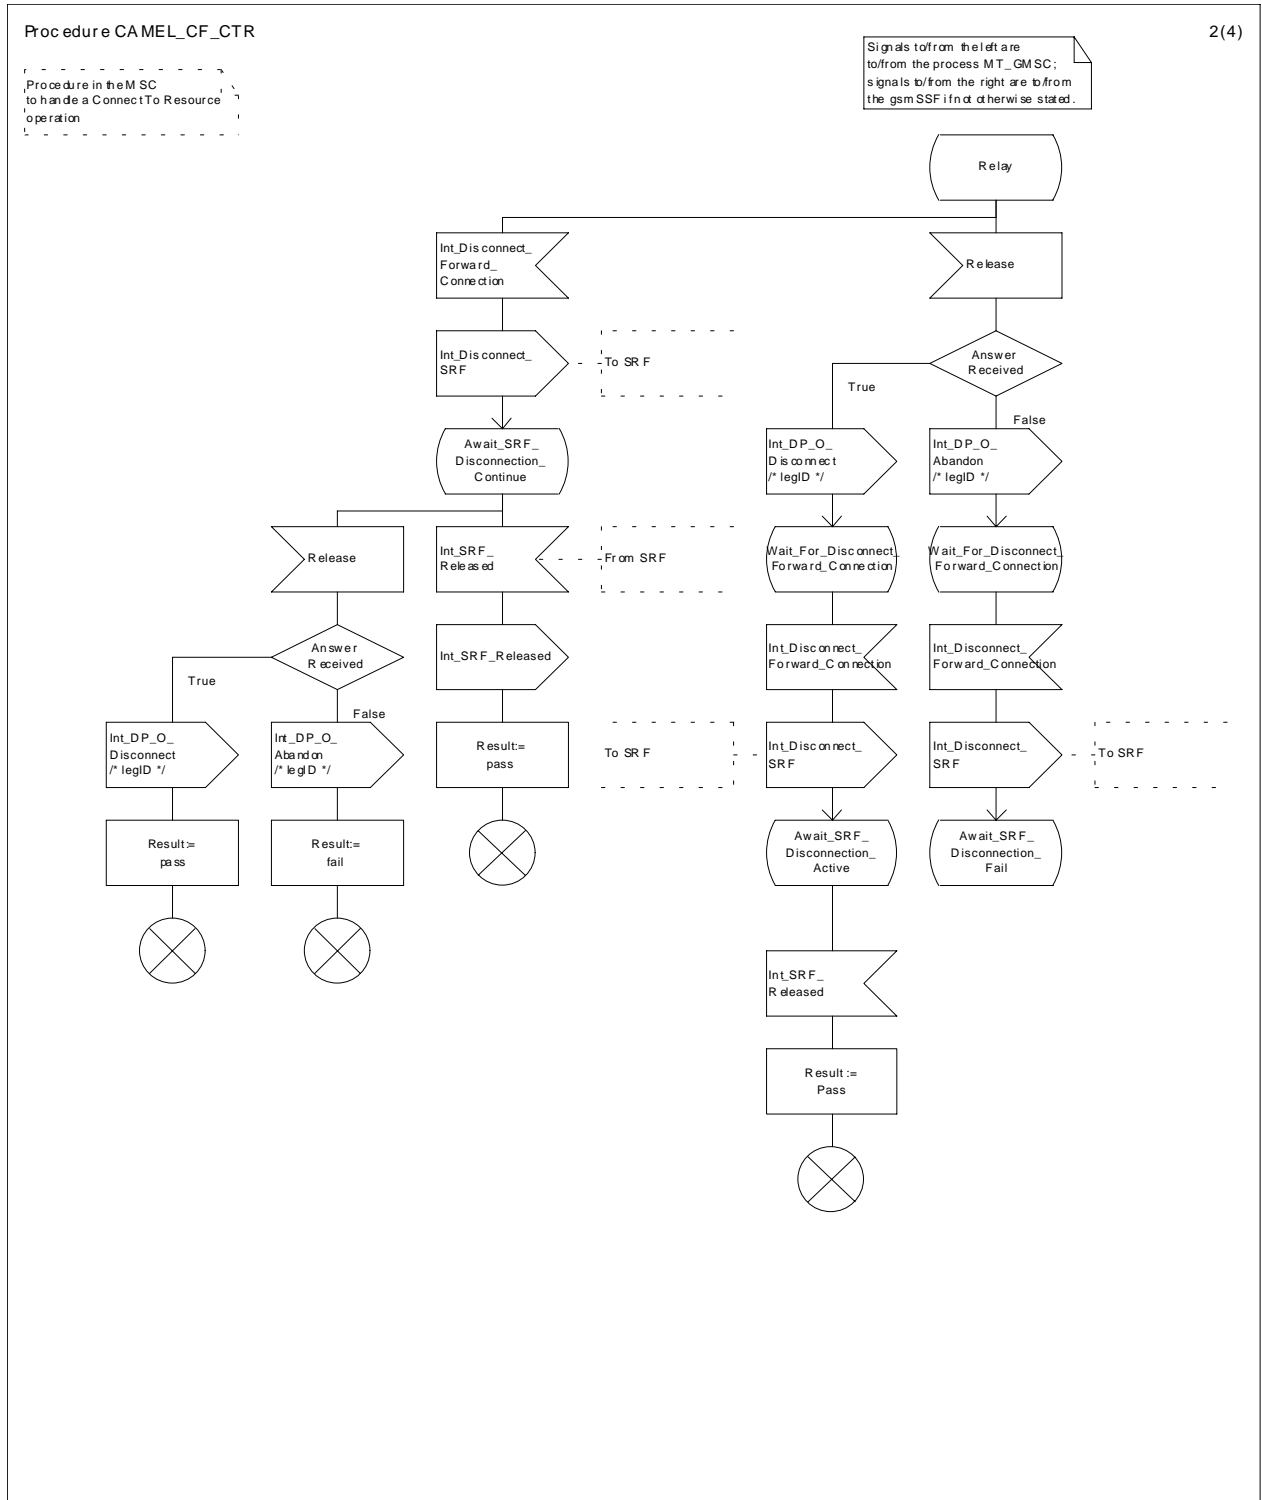 Procedure CAMEL_CF_CTR
2(4)
Signals to/from the left are
to/from the process MT_GMSC;
signals to/from the right are to/from
the gsmSSF if not otherwise stated.
Procedure in the MSC
to handle a Connect To Resource
operation
Relay
Int_Disconnect_
Forward_
Connection
Release
Int_Disconnect_
SRF
To SRF
Answer
Received
True
False
Await_SRF_
Disconnection_
Continue
Int_DP_O_
Disconnect
/* legID */
Int_DP_O_
Abandon
/* legID */
Release
Int_SRF_
Released
From SRF
Wait_For_Disconnect_
Forward_Connection
Wait_For_Disconnect_
Forward_Connection
Answer
Received
True
False
Int_SRF_Released
Int_Disconnect_
Forward_Connection
Int_Disconnect_
Forward_Connection
Int_DP_O_
Disconnect
/* legID */
Int_DP_O_
Abandon
/* legID */
Result:=
pass
To SRF
Int_Disconnect_
SRF
Int_Disconnect_
SRF
To SRF
Result:=
pass
Result:=
fail
Await_SRF_
Disconnection_
Active
Await_SRF_
Disconnection_
Fail
Int_SRF_
Released
Result:=
Pass